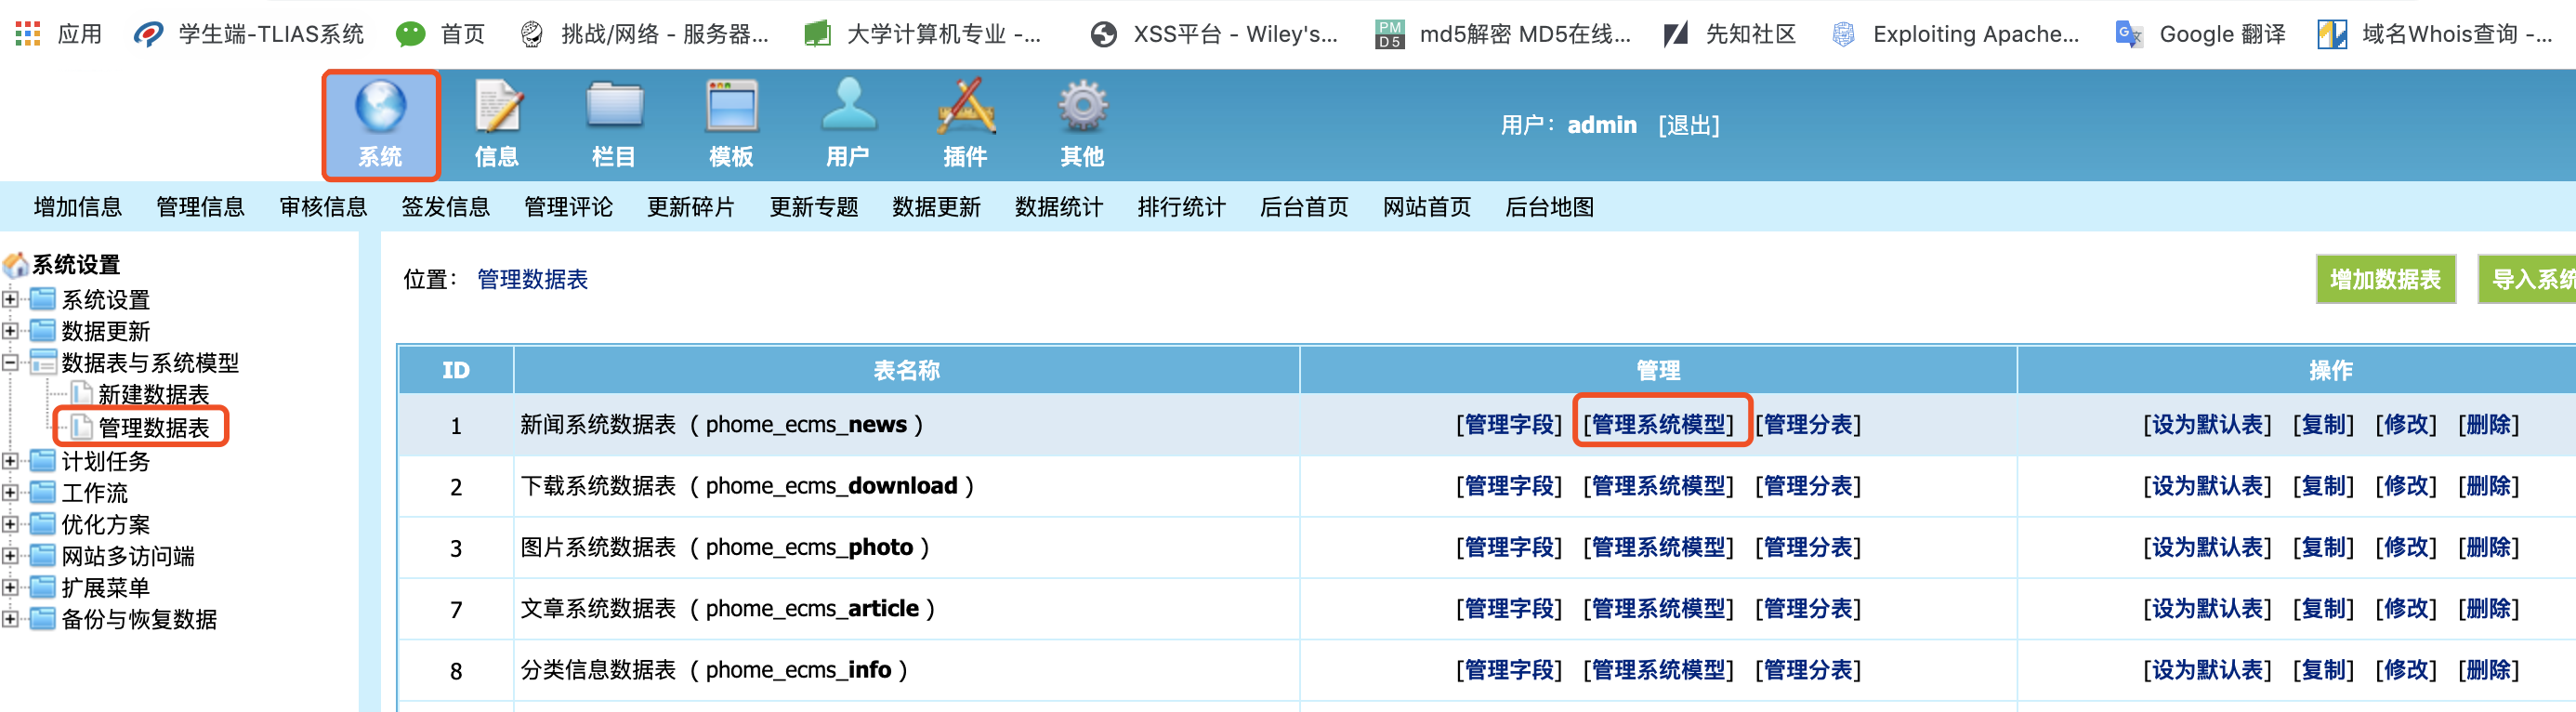 应用 学生端-TLIAS系统 首页 挑战/网络 - 服务器... 大学计算机专业 -... XSS平台 - Wiley's... PM D5 md5解密 MD5在线... 先知社区 Exploiting Apache... Google 翻译 域名Whois查询 -...
系统 信息 栏目 模板 用户 插件 其他 用户：admin [退出]
增加信息 管理信息 审核信息 签发信息 管理评论 更新碎片 更新专题 数据更新 数据统计 排行统计 后台首页 网站首页 后台地图
系统设置
系统设置
数据更新
数据表与系统模型
新建数据表
管理数据表
计划任务
工作流
优化方案
网站多访问端
扩展菜单
备份与恢复数据
位置： 管理数据表 增加数据表 导入系统
ID 表名称 管理 操作
1 新闻系统数据表 ( phome_ecms_news ) [管理字段] [管理系统模型] [管理分表] [设为默认表] [复制] [修改] [删除]
2 下载系统数据表 ( phome_ecms_download ) [管理字段] [管理系统模型] [管理分表] [设为默认表] [复制] [修改] [删除]
3 图片系统数据表 ( phome_ecms_photo ) [管理字段] [管理系统模型] [管理分表] [设为默认表] [复制] [修改] [删除]
7 文章系统数据表 ( phome_ecms_article ) [管理字段] [管理系统模型] [管理分表] [设为默认表] [复制] [修改] [删除]
8 分类信息数据表 ( phome_ecms_info ) [管理字段] [管理系统模型] [管理分表] [设为默认表] [复制] [修改] [删除]